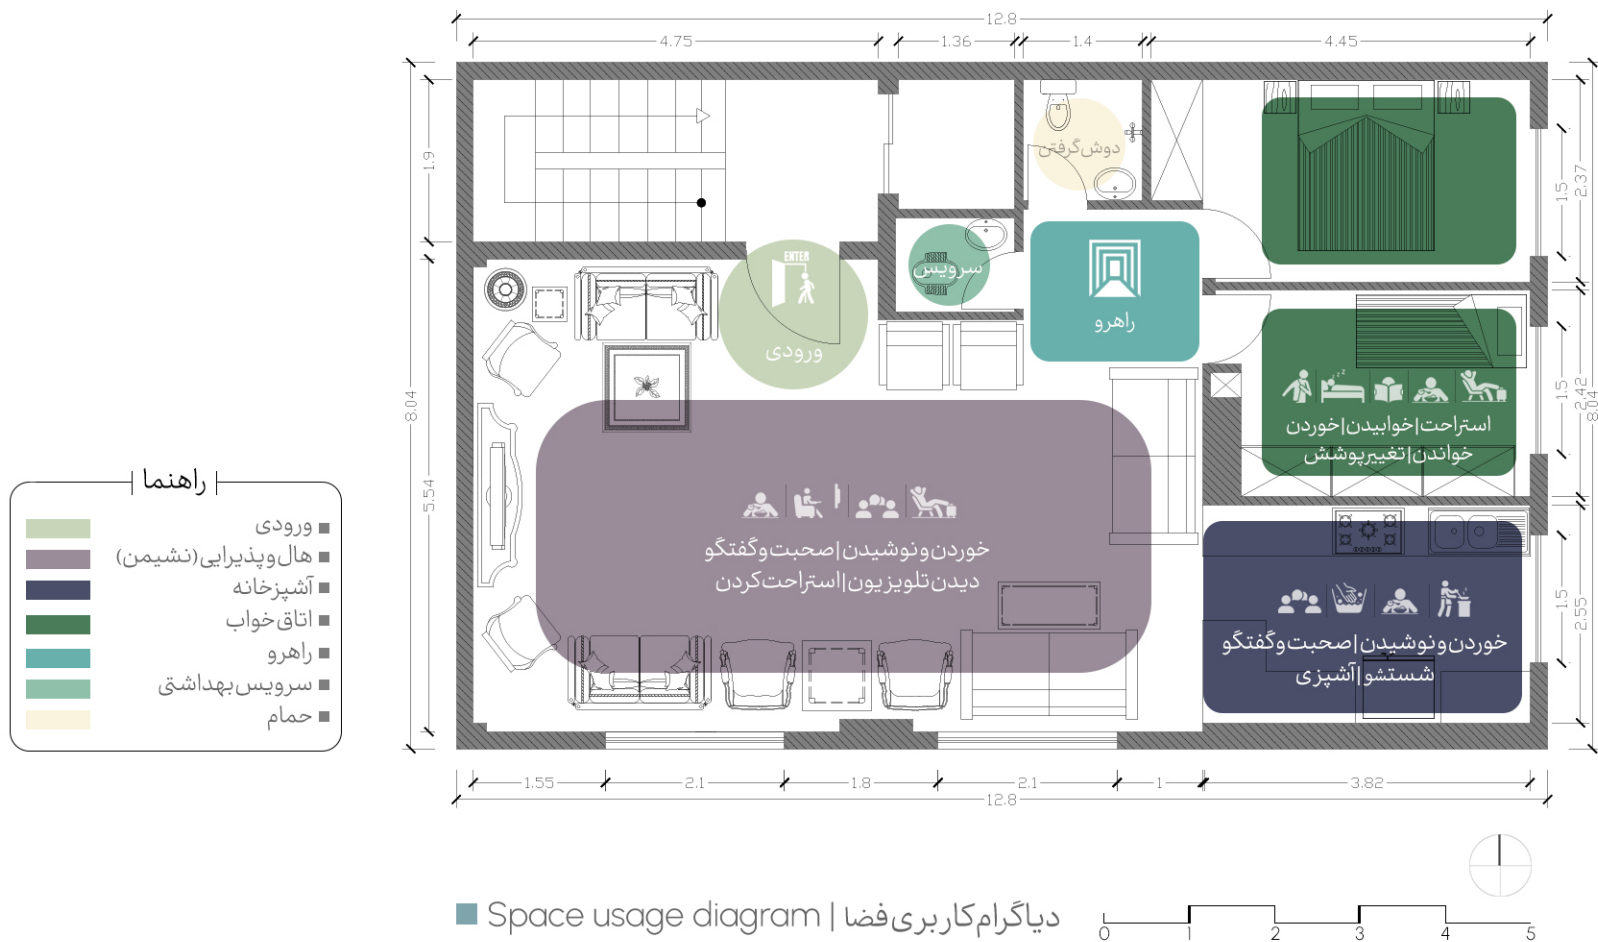 12.8
4.75
1.36
1.4
4.45
1.9
8.04
5.54
1.5
2.37
1.5
2.42
8.04
1.5
2.55
دوش‌گرفتن
سرویس
راهرو
ENTER
ورودی
استراحت|خوابیدن|خوردن
خواندن|تغییرپوشش
خوردن‌ونوشیدن|صحبت‌وگفتگو
دیدن‌تلویزیون|استراحت‌کردن
خوردن‌ونوشیدن|صحبت‌وگفتگو
شستشو|آشپزی
راهنما
ورودی
هال‌وپذیرایی(نشیمن)
آشپزخانه
اتاق‌خواب
راهرو
سرویس‌بهداشتی
حمام
1.55
2.1
1.8
2.1
1
3.82
12.8
Space usage diagram | دیاگرام‌کاربری‌فضا
0 1 2 3 4 5